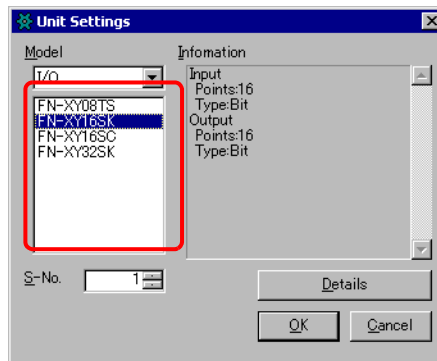 Unit Settings
Model
Infomation
I/O
Input
Points:16
Type:Bit
Output
Points:16
Type:Bit
FN-XY08TS
FN-XY16SK
FN-XY16SC
FN-XY32SK
S-No.
1
Details
OK
Cancel